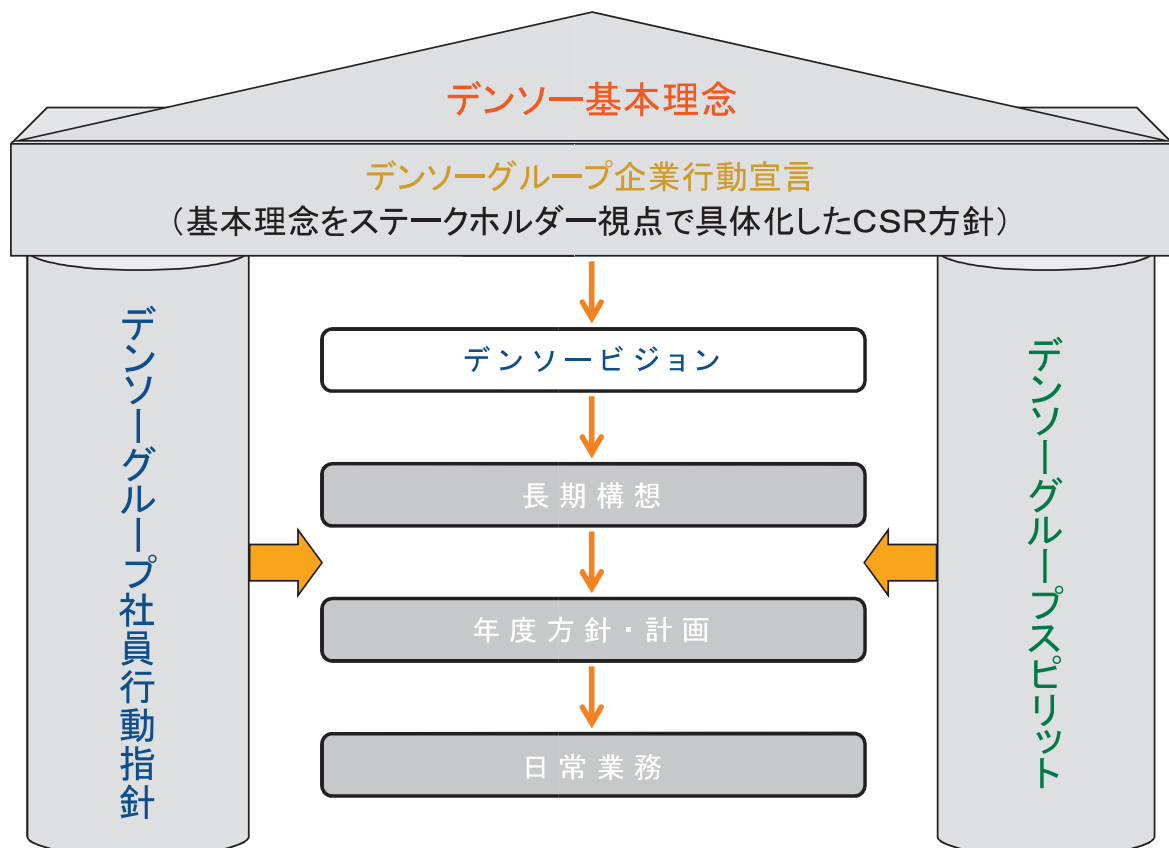 デンソー基本理念
デンソーグループ企業行動宣言
（基本理念をステークホルダー視点で具体化したCSR方針）
デンソーグループ社員行動指針
デンソービジョン
長期構想
年度方針・計画
日常業務
デンソーグループスピリット